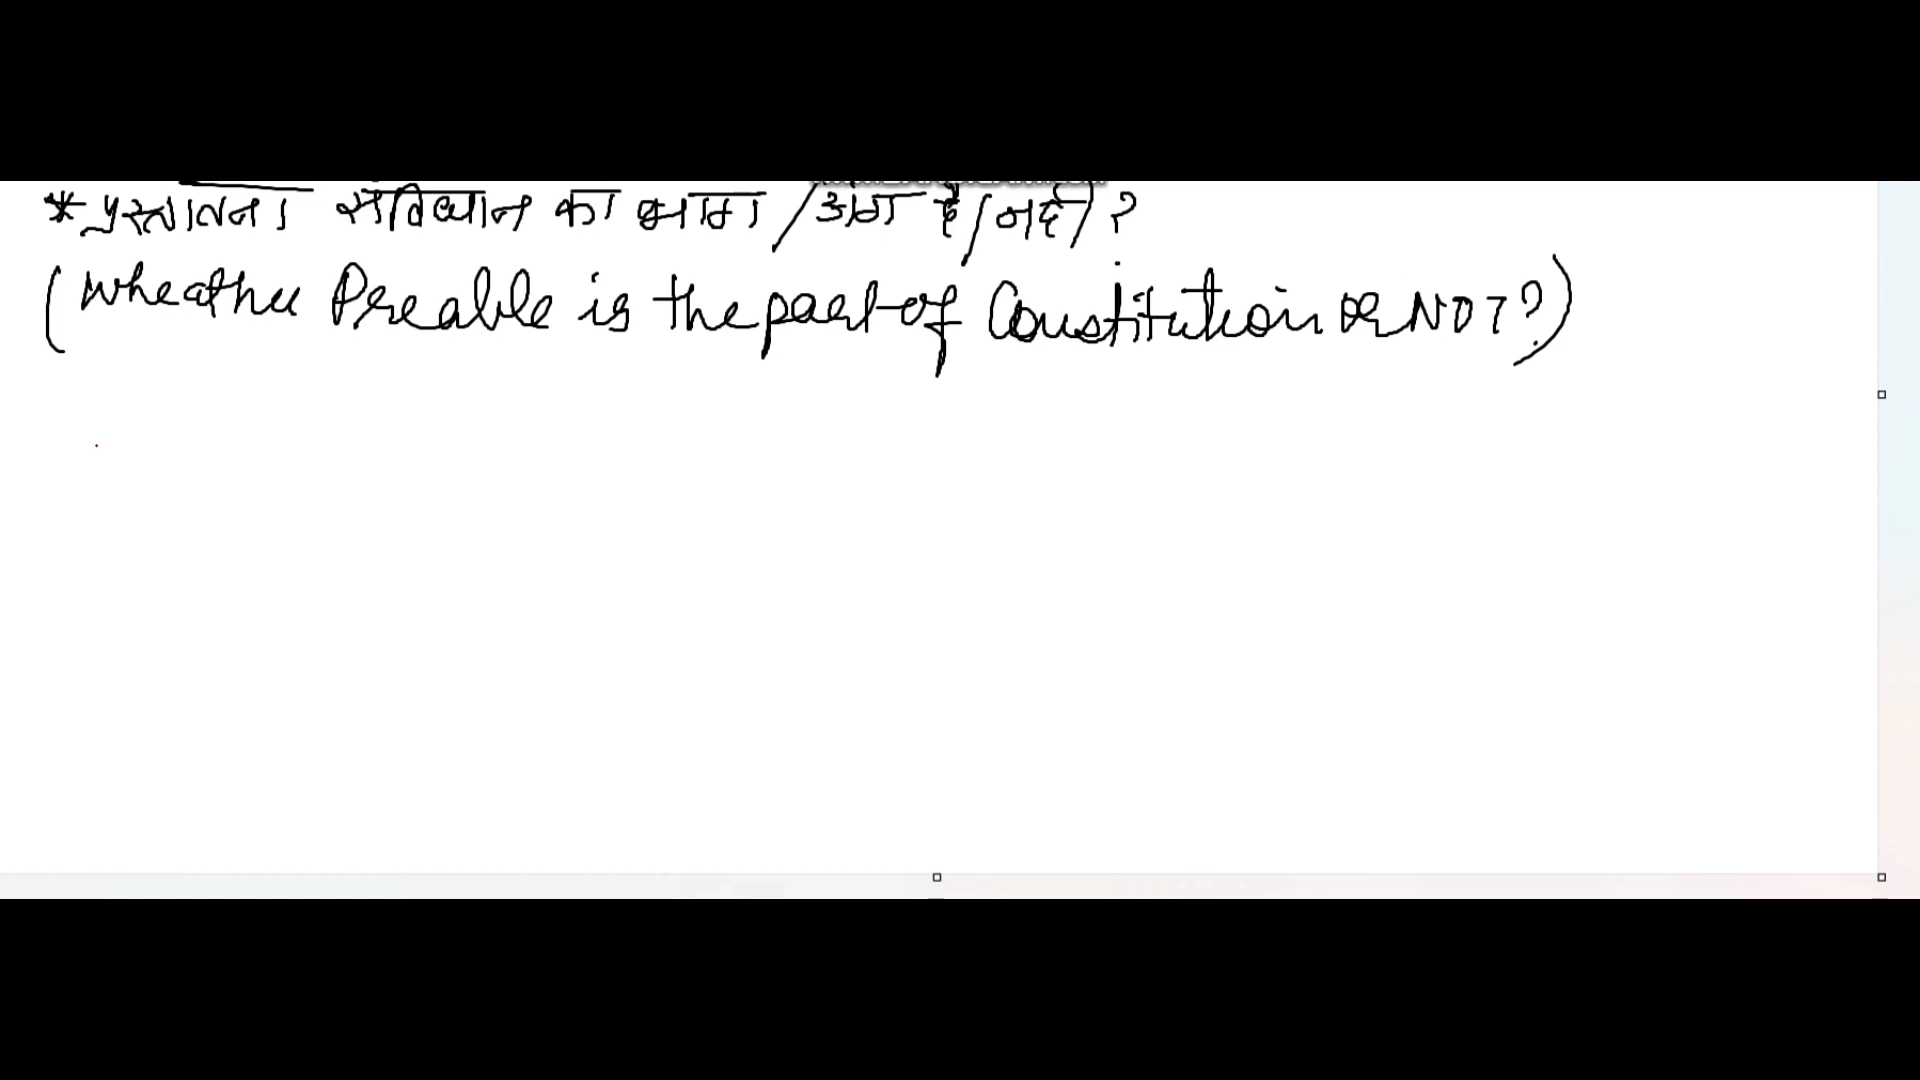 *प्रस्तावना संविधान का भाग / अंग है / नहीं ?
(wheather Preable is the part of Constitution or NOT?)